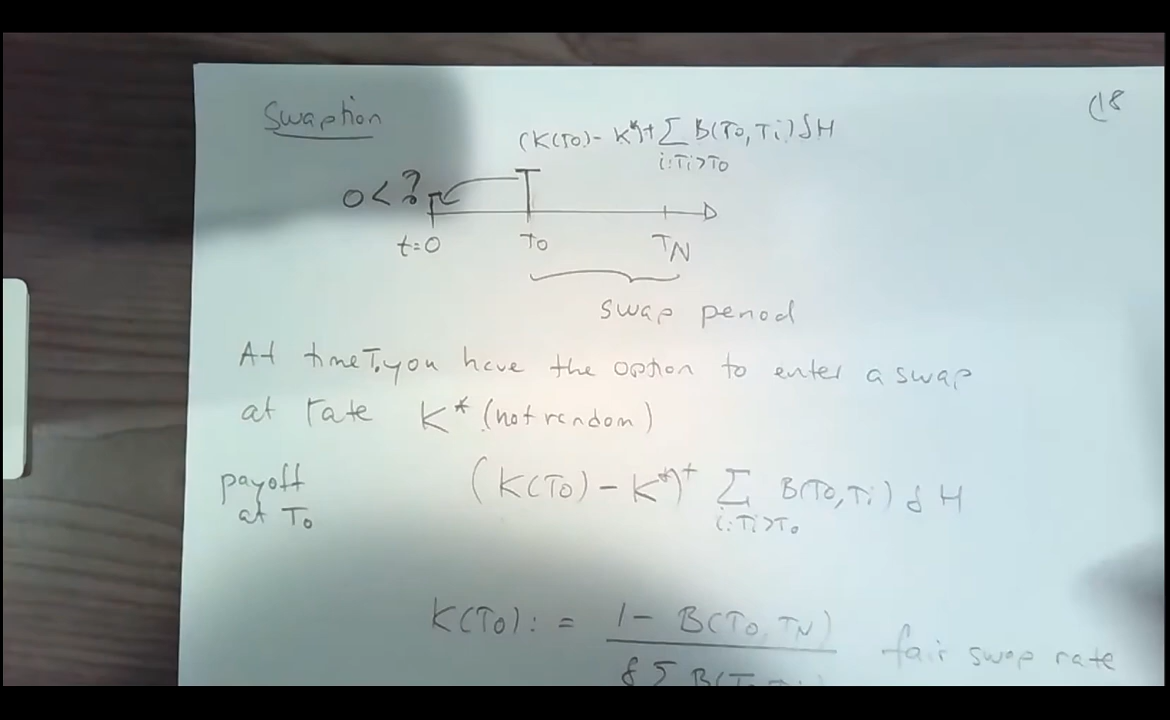 (18
Swaption
(K(T₀) - K*)⁺ ∑ B(T₀, Tᵢ) δ H
i:Tᵢ>T₀
0 < ?
t=0 T₀ T_N
swap period
At time T₀ you have the option to enter a swap
at rate K* (not random)
payoff (K(T₀) - K*)⁺ ∑ B(T₀, Tᵢ) δ H
at T₀ i:Tᵢ>T₀
K(T₀) : = 1 - B(T₀, T_N) fair swap rate
δ ∑ B(T₀